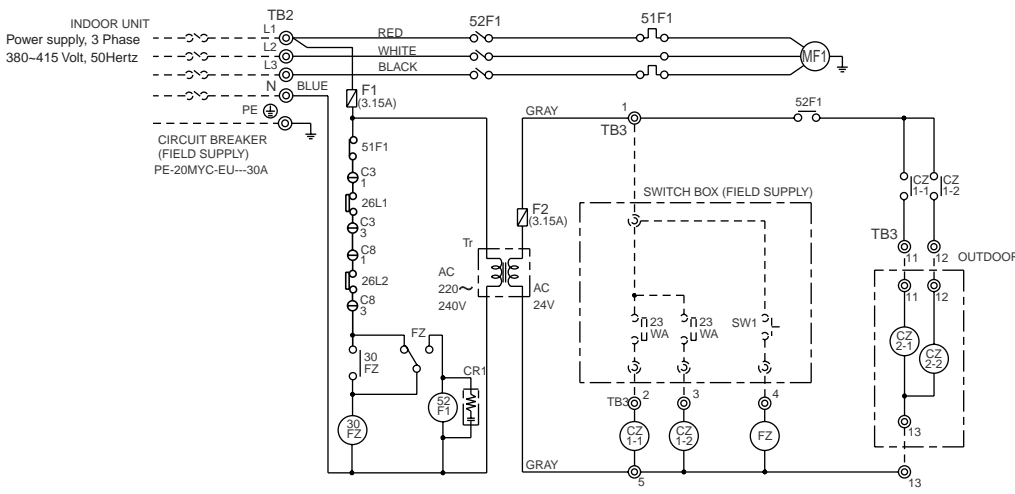 INDOOR UNIT
Power supply, 3 Phase
380~415 Volt, 50Hertz
TB2
L1
L2
L3
N
PE
RED
WHITE
BLACK
BLUE
52F1
51F1
MF1
CIRCUIT BREAKER
(FIELD SUPPLY)
PE-20MYC-EU---30A
F1
(3.15A)
51F1
C3
1
26L1
C3
3
C8
1
26L2
C8
3
30
FZ
FZ
30
FZ
52
F1
CR1
Tr
AC
220~
240V
AC
24V
F2
(3.15A)
GRAY
1
TB3
52F1
SWITCH BOX (FIELD SUPPLY)
23
WA
23
WA
SW1
TB3
2
3
4
CZ
1-1
CZ
1-2
FZ
GRAY
5
CZ
1-1
CZ
1-2
TB3
11
12
OUTDOOR
11
12
CZ
2-1
CZ
2-2
13
13